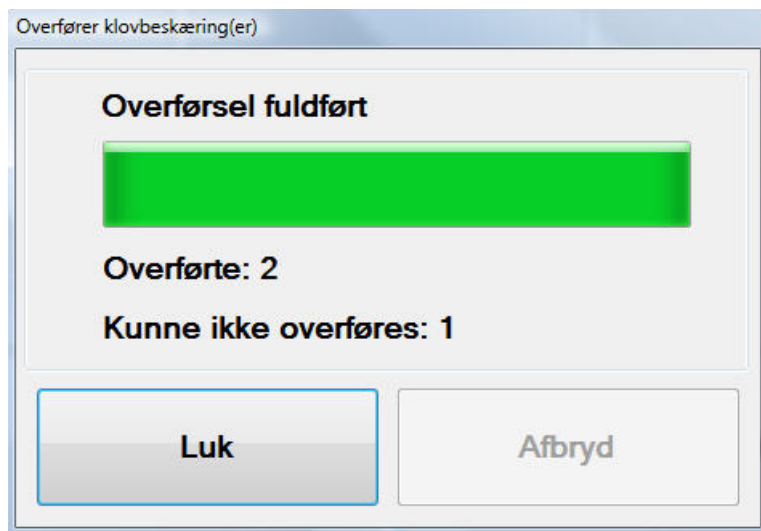 Overfører klovbeskæring(er)
Overførsel fuldført
Overførte: 2
Kunne ikke overføres: 1
Luk
Afbryd